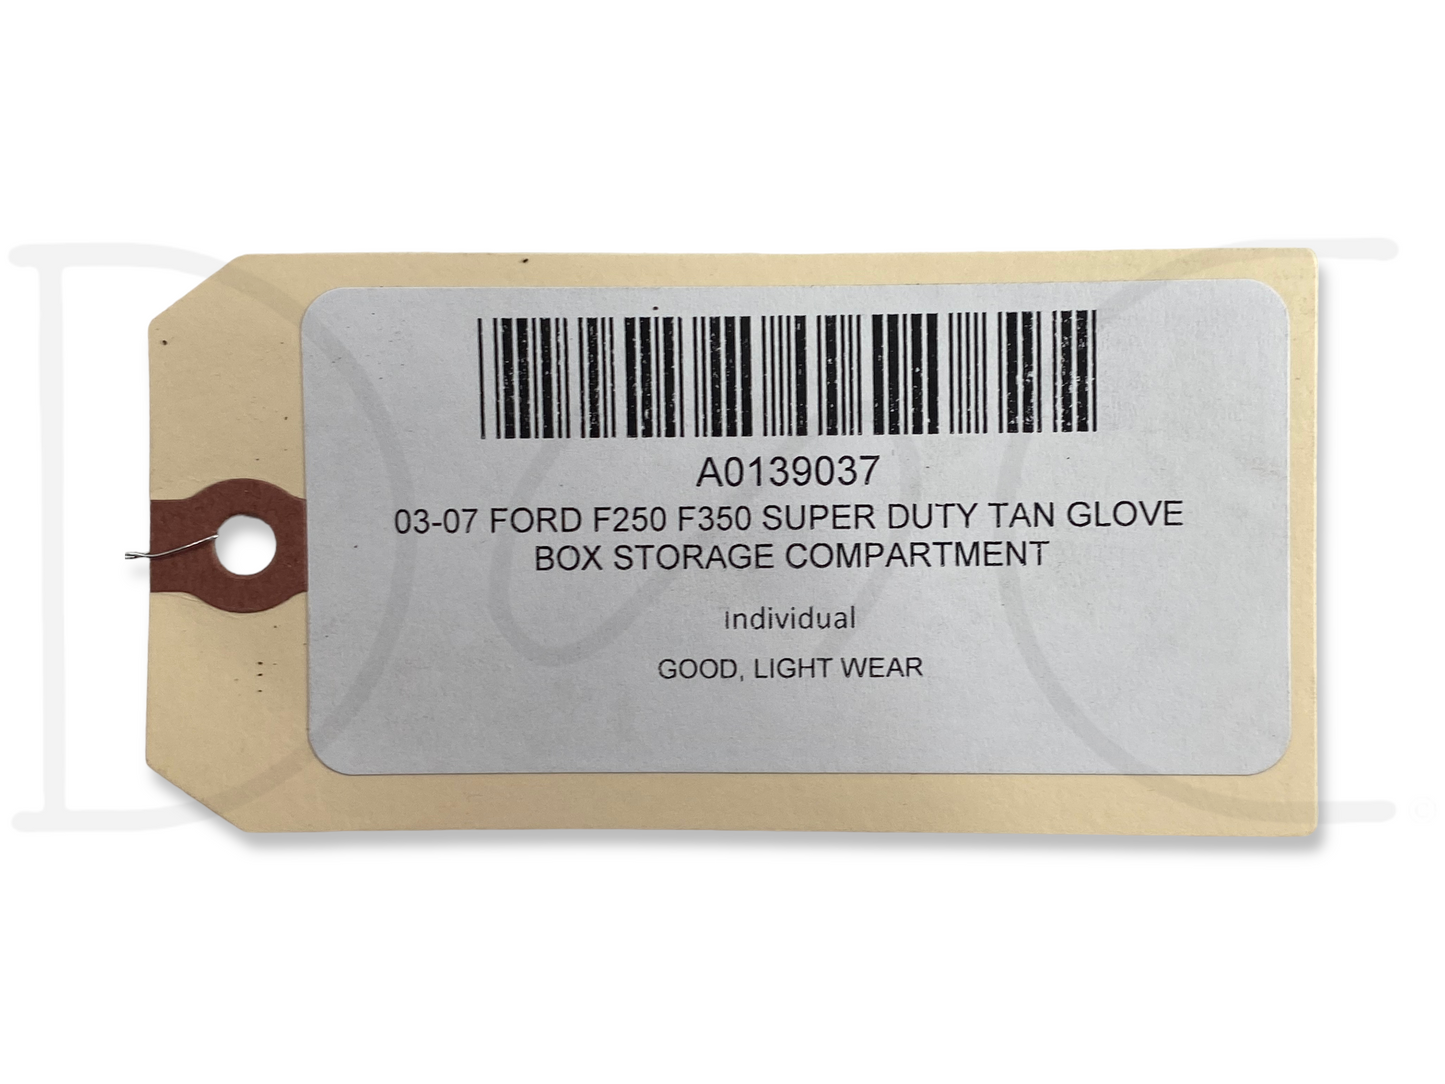 A0139037
03-07 FORD F250 F350 SUPER DUTY TAN GLOVE
BOX STORAGE COMPARTMENT
Individual
GOOD, LIGHT WEAR